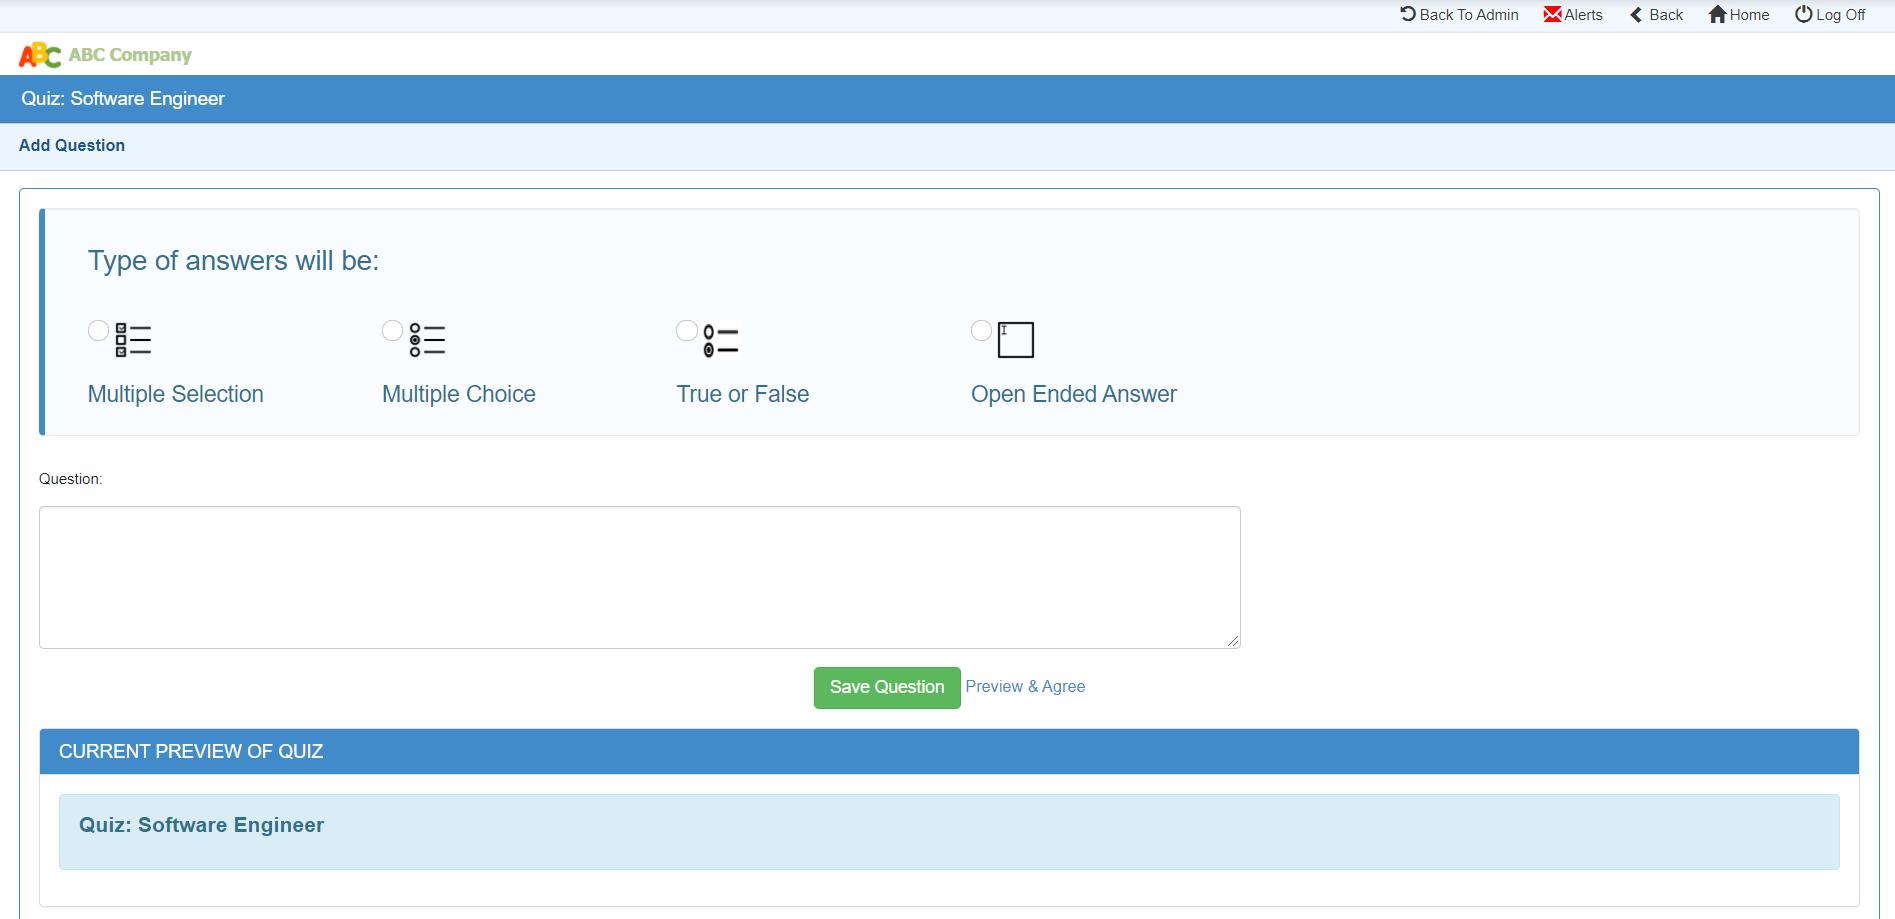 Back To Admin Alerts Back Home Log Off
ABC ABC Company
Quiz: Software Engineer
Add Question
Type of answers will be:
Multiple Selection Multiple Choice True or False Open Ended Answer
Question:
Save Question Preview & Agree
CURRENT PREVIEW OF QUIZ
Quiz: Software Engineer